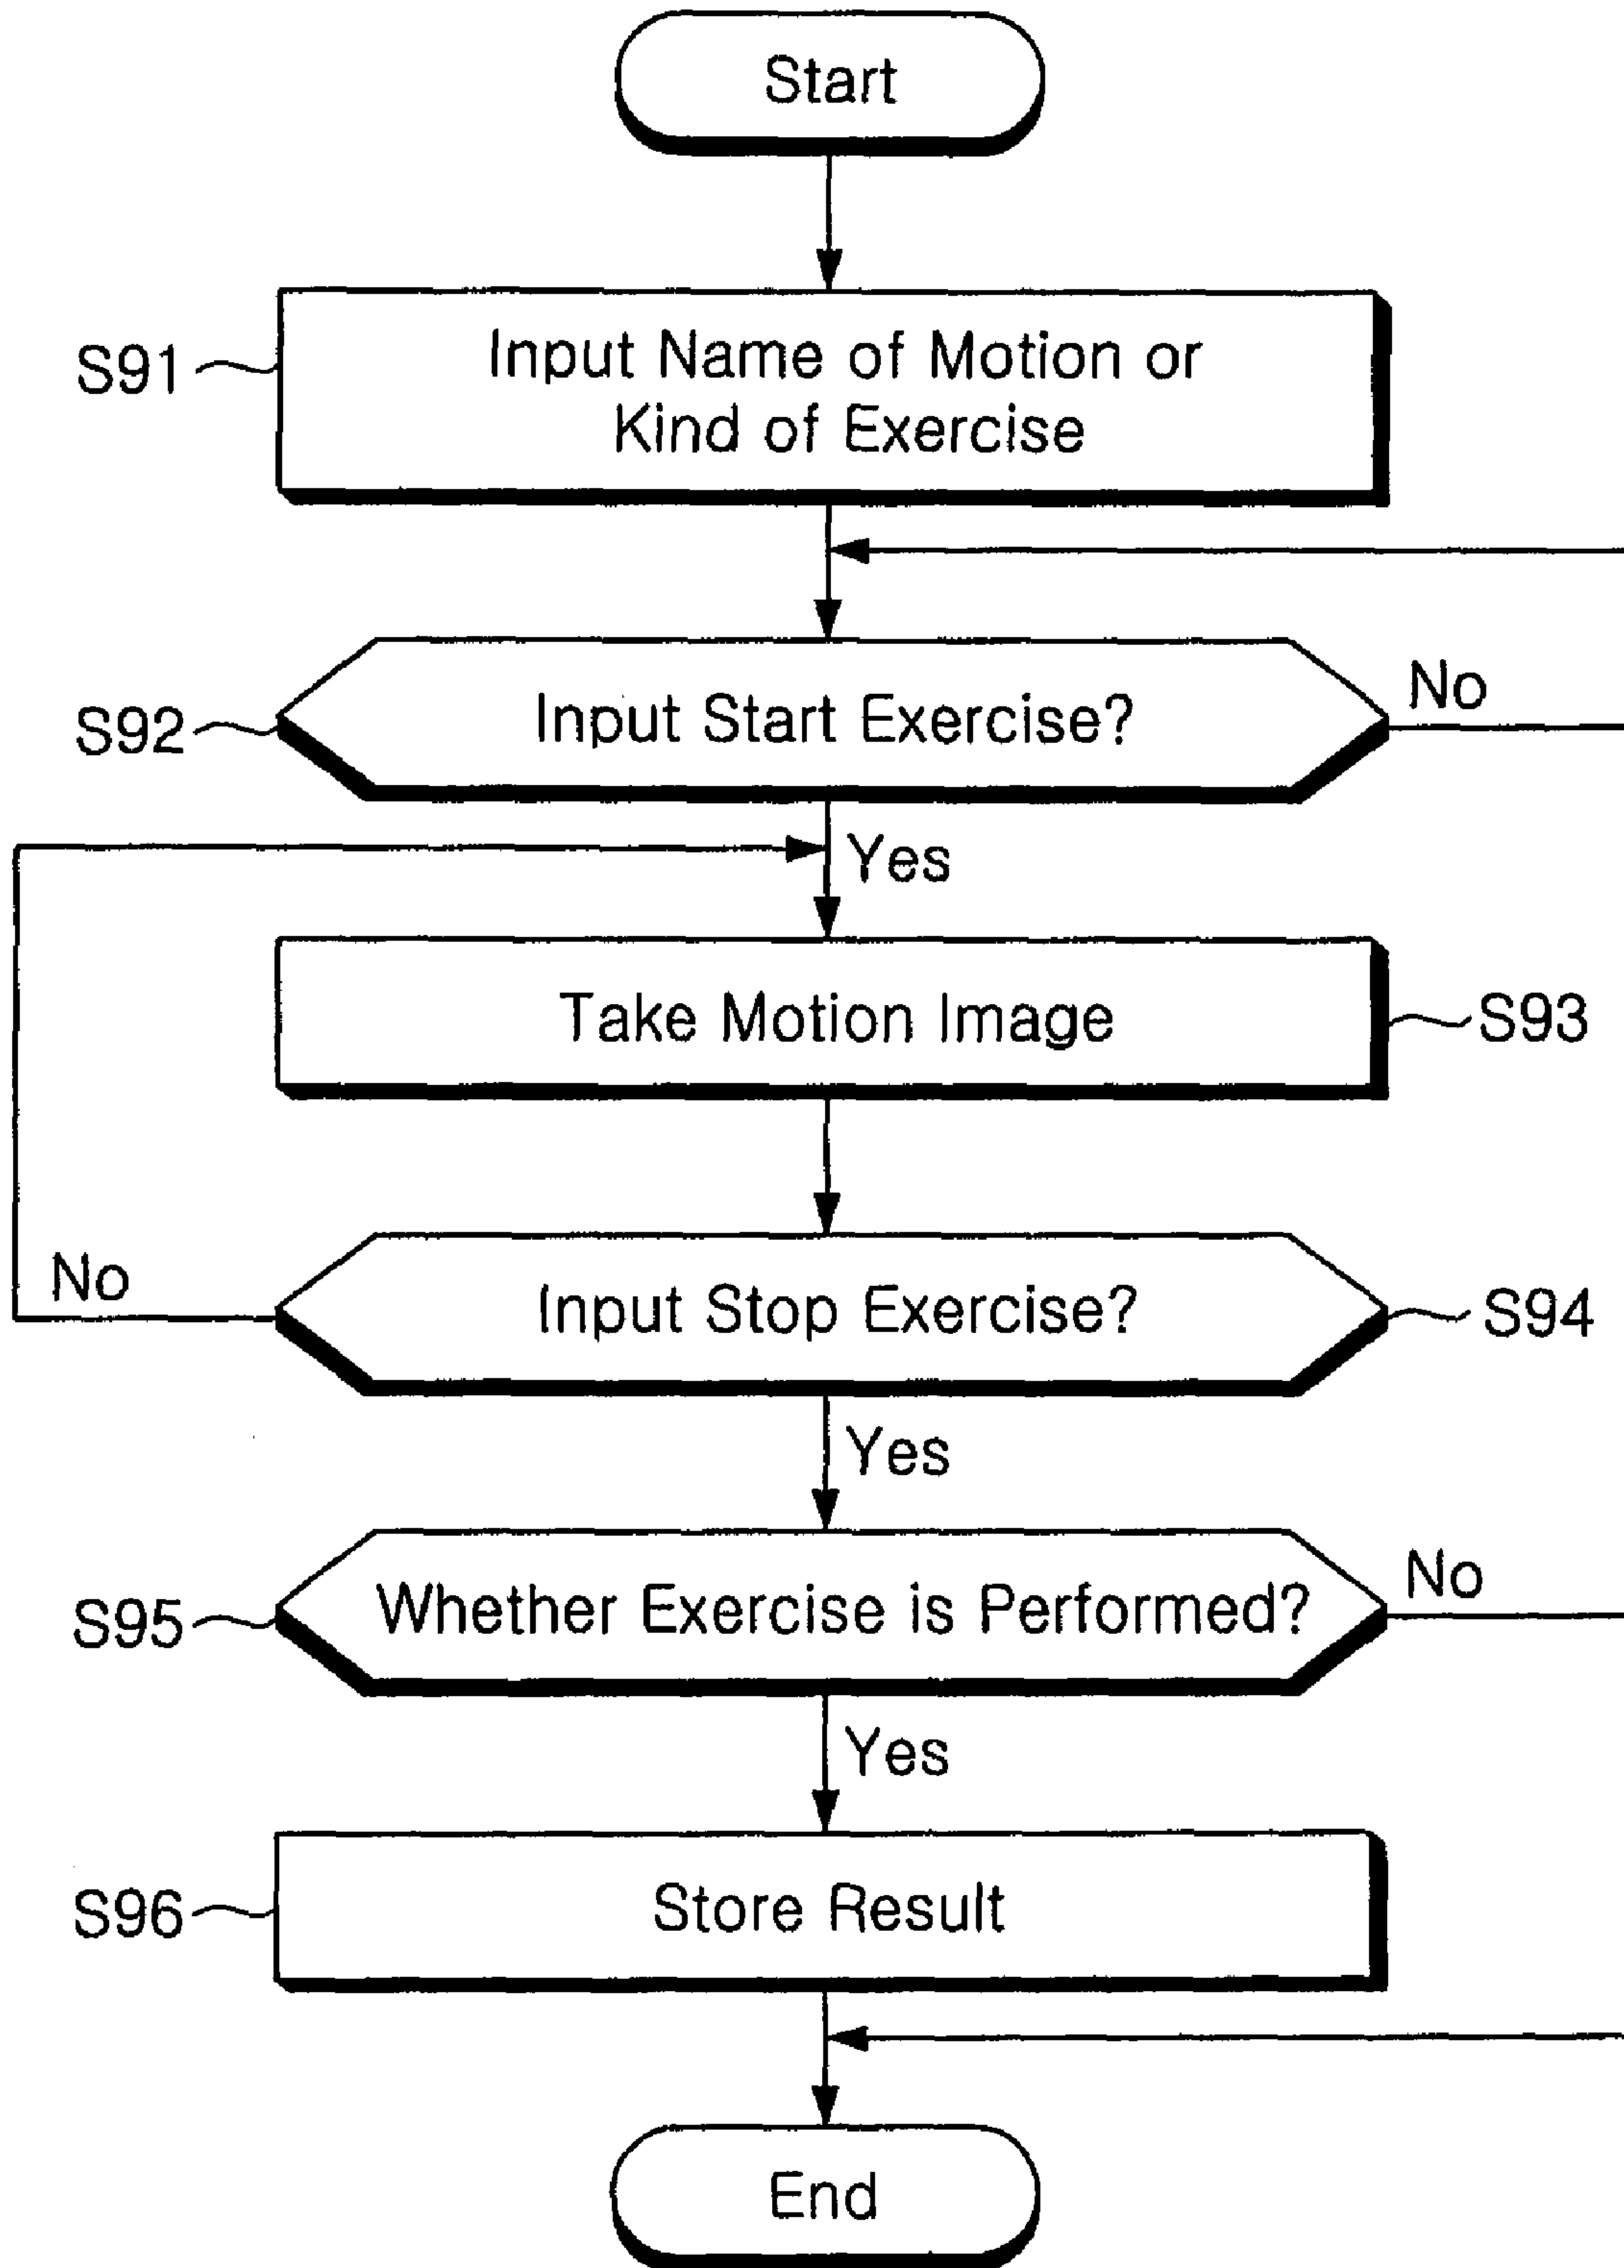 Start
S91
Input Name of Motion or
Kind of Exercise
S92
Input Start Exercise?
No
Yes
Take Motion Image
S93
No
Input Stop Exercise?
S94
Yes
S95
Whether Exercise is Performed?
No
Yes
S96
Store Result
End